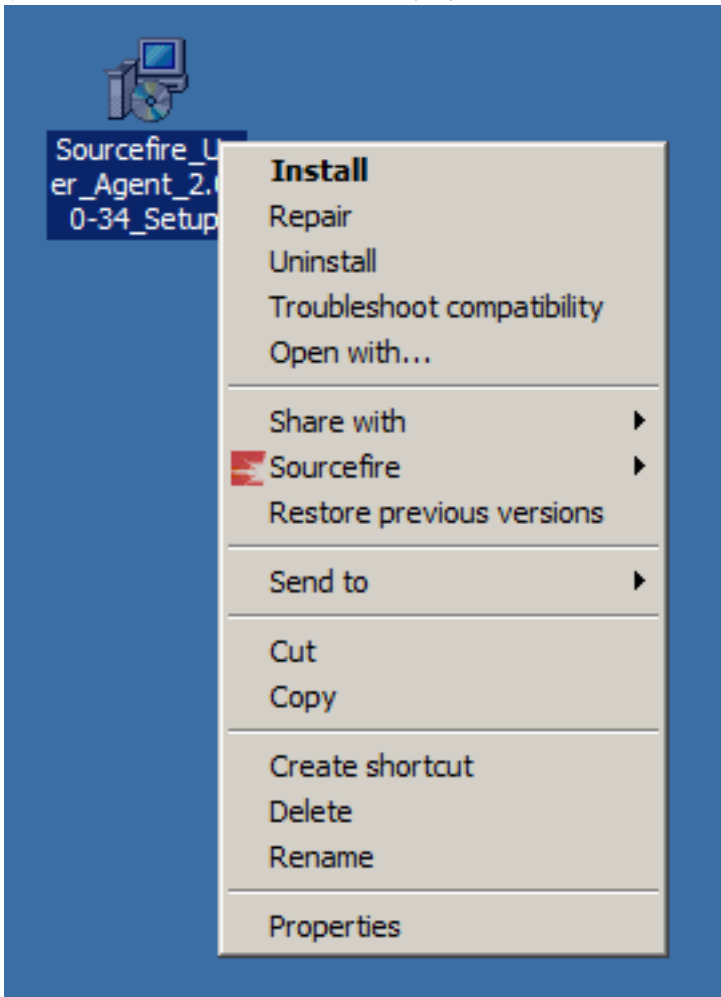 Sourcefire_U
er_Agent_2.
0-34_Setup
Install
Repair
Uninstall
Troubleshoot compatibility
Open with...
Share with
Sourcefire
Restore previous versions
Send to
Cut
Copy
Create shortcut
Delete
Rename
Properties